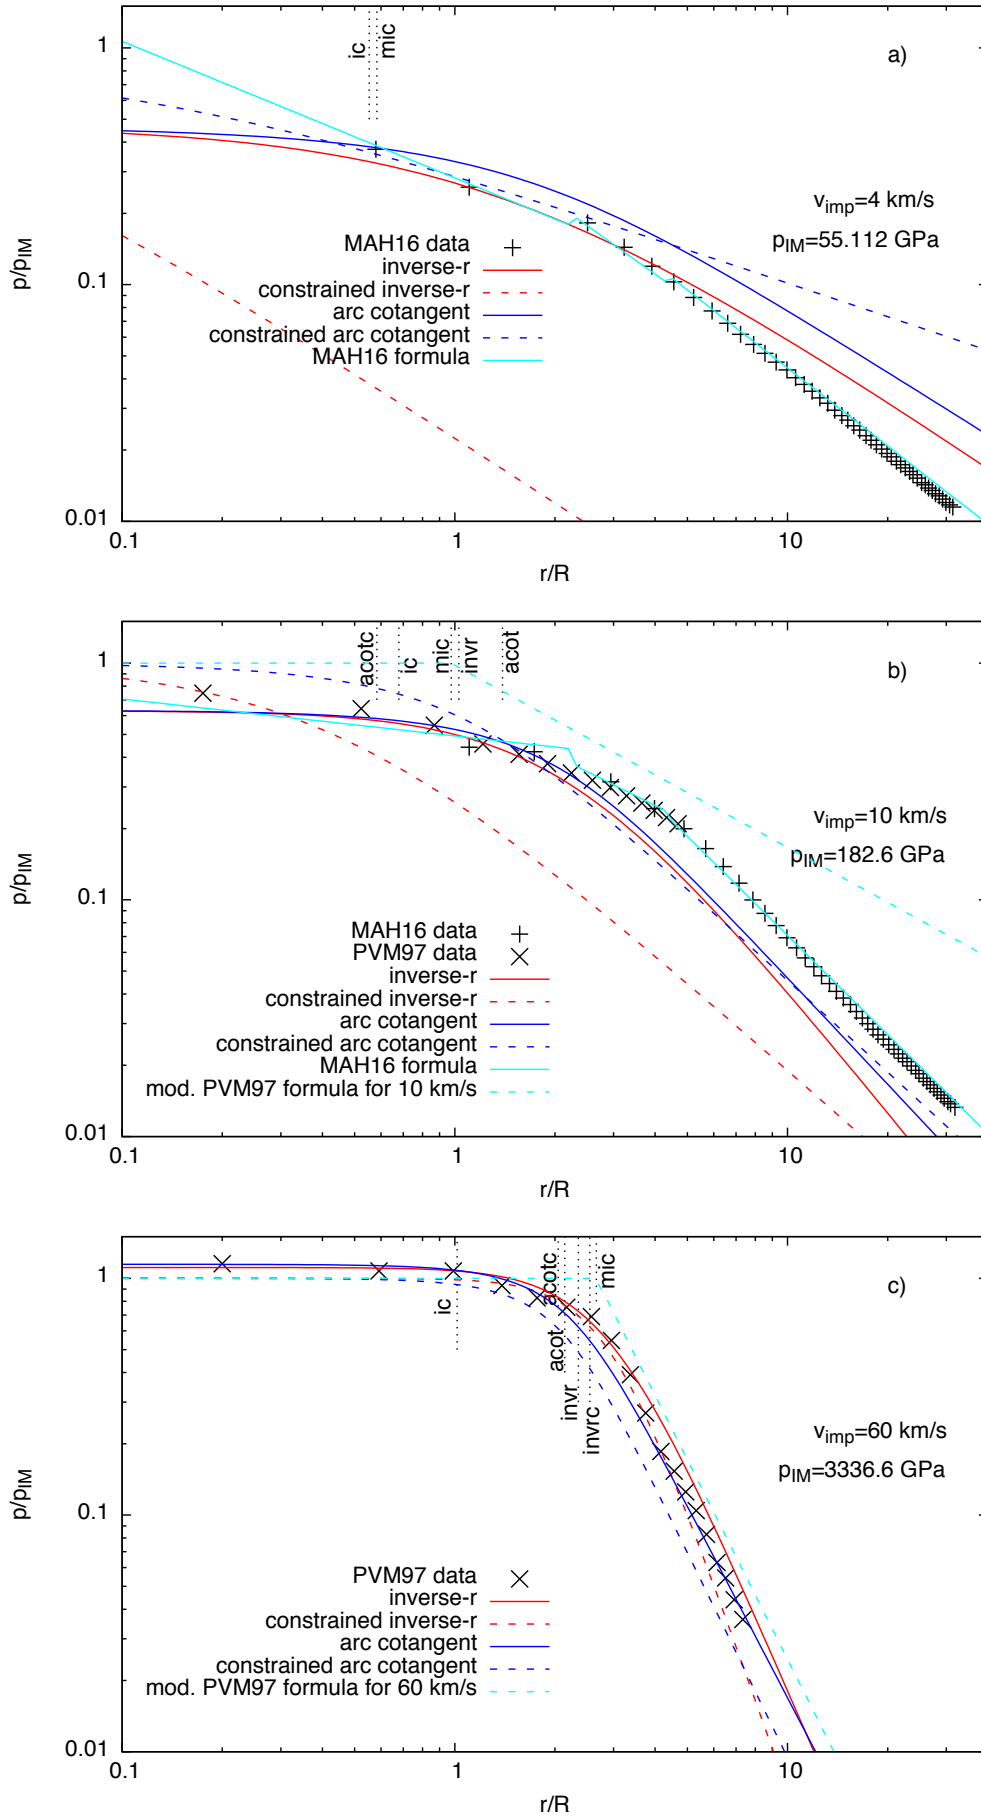 ic
mic
a)
1
p/p_IM
v_imp=4 km/s
p_IM=55.112 GPa
MAH16 data
inverse-r
constrained inverse-r
arc cotangent
constrained arc cotangent
MAH16 formula
0.1
0.01
0.1
1
10
r/R
acotc
ic
mic
invr
acot
b)
1
p/p_IM
v_imp=10 km/s
p_IM=182.6 GPa
0.1
MAH16 data
PVM97 data
inverse-r
constrained inverse-r
arc cotangent
constrained arc cotangent
MAH16 formula
mod. PVM97 formula for 10 km/s
0.01
0.1
1
10
r/R
ic
acotc
acot
invr
invrc
mic
c)
1
p/p_IM
v_imp=60 km/s
p_IM=3336.6 GPa
0.1
PVM97 data
inverse-r
constrained inverse-r
arc cotangent
constrained arc cotangent
mod. PVM97 formula for 60 km/s
0.01
0.1
1
10
r/R